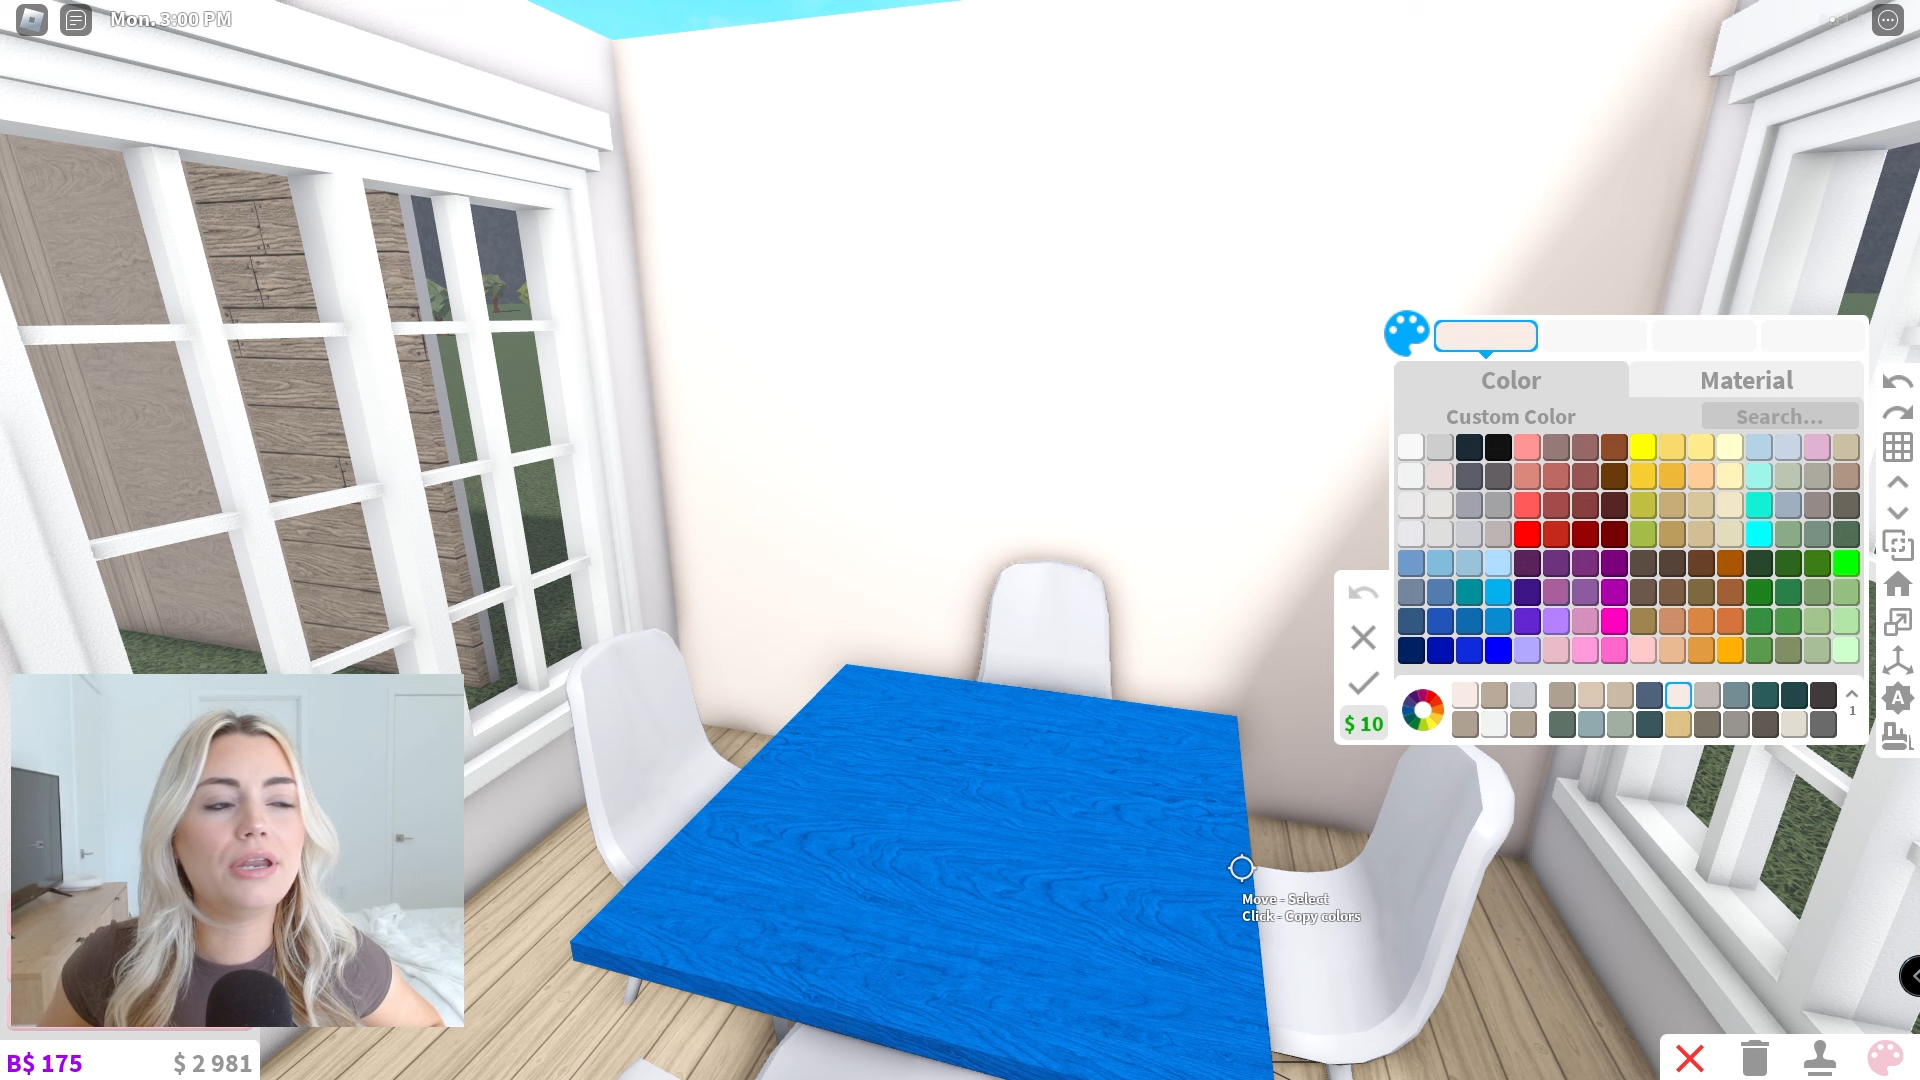 Mon. 3:00 PM
Color
Material
Custom Color
Search...
$ 10
1
A
Move - Select
Click - Copy colors
B$ 175
$ 2 981